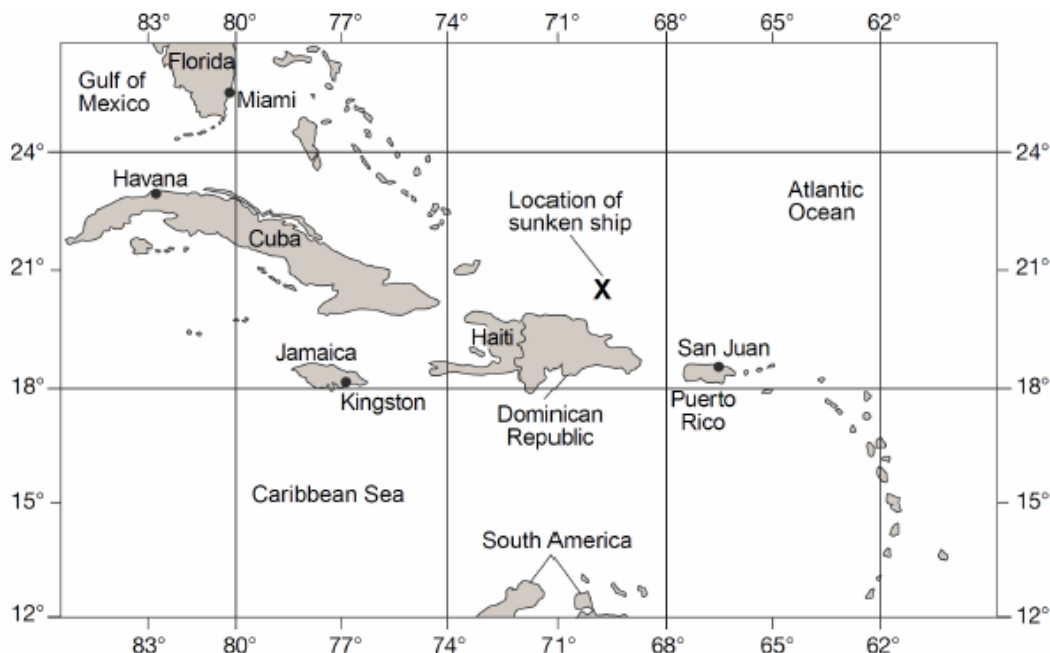 83° 80° 77° 74° 71° 68° 65° 62°
Florida
Gulf of
Mexico
Miami
24° 24°
Havana
Location of
sunken ship
Atlantic
Ocean
Cuba
21° 21°
X
Haiti
Jamaica
San Juan
18° 18°
Kingston
Dominican
Republic
Puerto
Rico
Caribbean Sea
15° 15°
South America
12° 12°
83° 80° 77° 74° 71° 68° 65° 62°